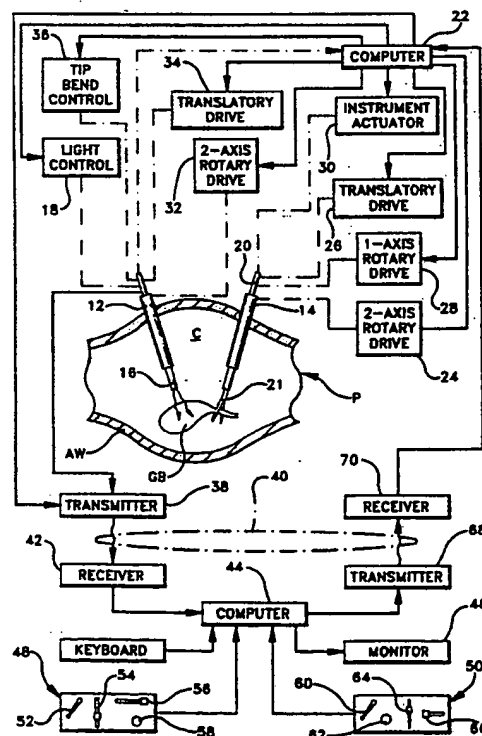 22
36
COMPUTER
TIP
BEND
CONTROL
34
TRANSLATORY
DRIVE
INSTRUMENT
ACTUATOR
LIGHT
CONTROL
2-AXIS
ROTARY
DRIVE
30
18
32
TRANSLATORY
DRIVE
20
26
12
14
1-AXIS
ROTARY
DRIVE
28
C
2-AXIS
ROTARY
DRIVE
16
21
24
P
AW
GB
TRANSMITTER
38
40
70
RECEIVER
42
44
68
RECEIVER
TRANSMITTER
COMPUTER
46
KEYBOARD
MONITOR
48
54
56
64
50
52
58
60
62
66